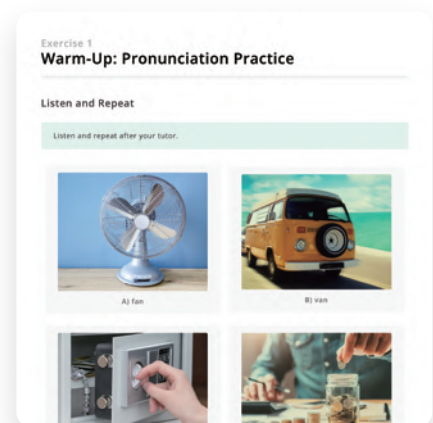 Exercise 1
Warm-Up: Pronunciation Practice
Listen and Repeat
Listen and repeat after your tutor.
A) fan
B) van